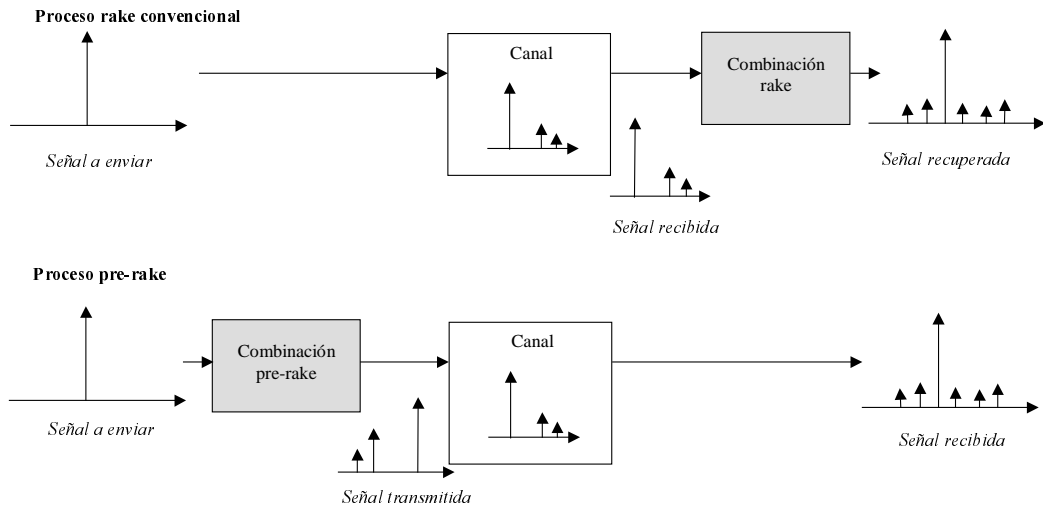 Proceso rake convencional
Canal
Combinación
rake
Señal a enviar
Señal recuperada
Señal recibida
Proceso pre-rake
Combinación
pre-rake
Canal
Señal a enviar
Señal recibida
Señal transmitida